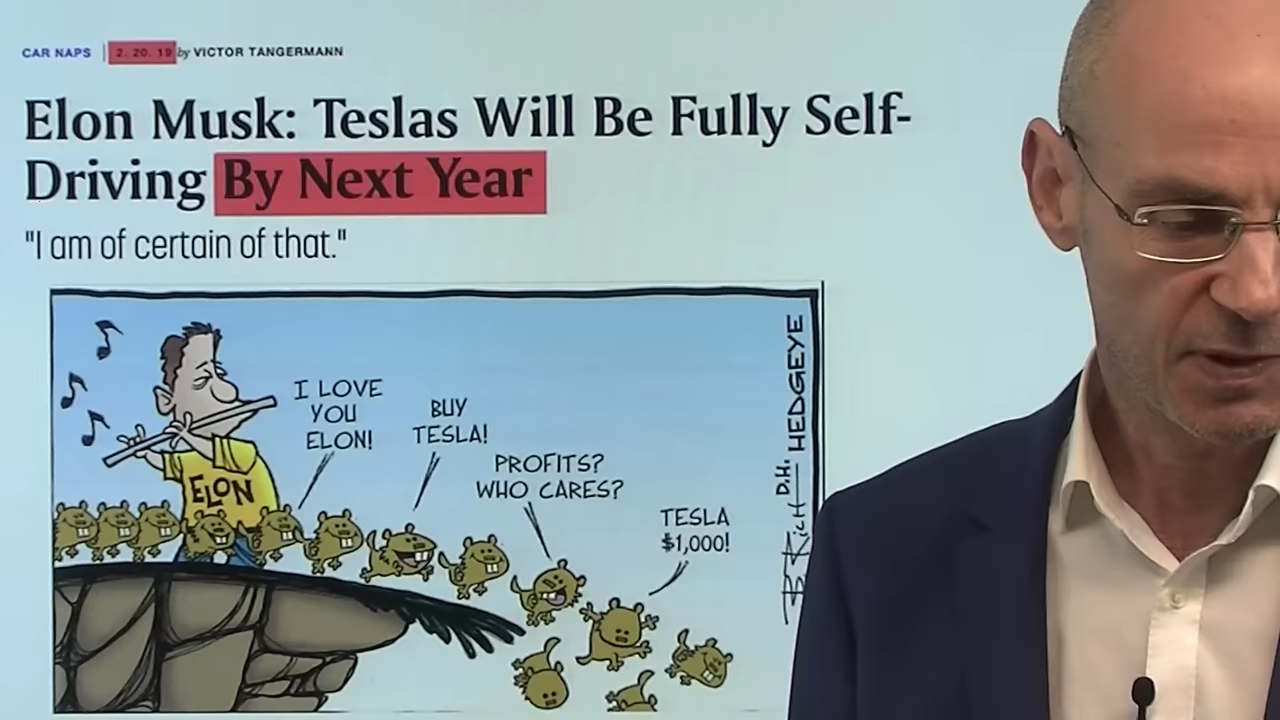 CAR NAPS | 2. 20. 19 by VICTOR TANGERMANN
Elon Musk: Teslas Will Be Fully Self-
Driving By Next Year
"I am of certain of that."
I LOVE
YOU
ELON!
BUY
TESLA!
PROFITS?
WHO CARES?
TESLA
$1,000!
ELON
HEDGEYE